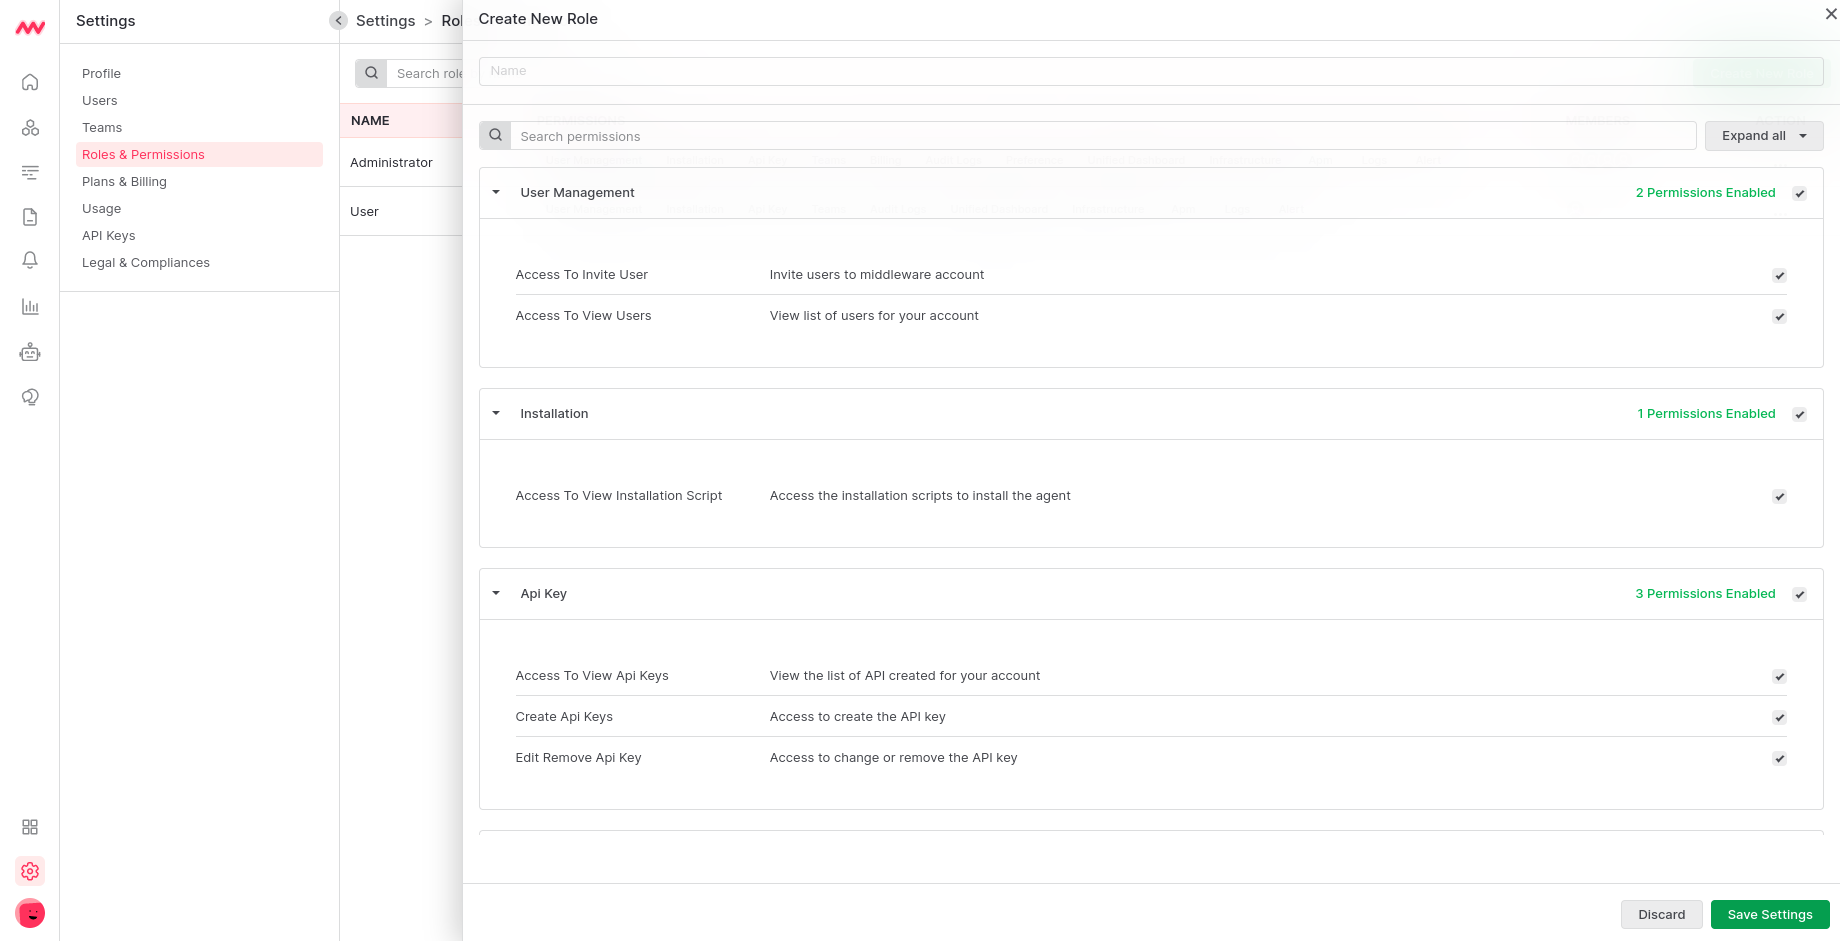 Settings
Profile
Users
Teams
Roles & Permissions
Plans & Billing
Usage
API Keys
Legal & Compliances
Settings > Rol
Search role
NAME
Administrator
User
Create New Role
Name
Search permissions
Expand all
User Management
2 Permissions Enabled
Access To Invite User
Invite users to middleware account
Access To View Users
View list of users for your account
Installation
1 Permissions Enabled
Access To View Installation Script
Access the installation scripts to install the agent
Api Key
3 Permissions Enabled
Access To View Api Keys
View the list of API created for your account
Create Api Keys
Access to create the API key
Edit Remove Api Key
Access to change or remove the API key
Discard
Save Settings